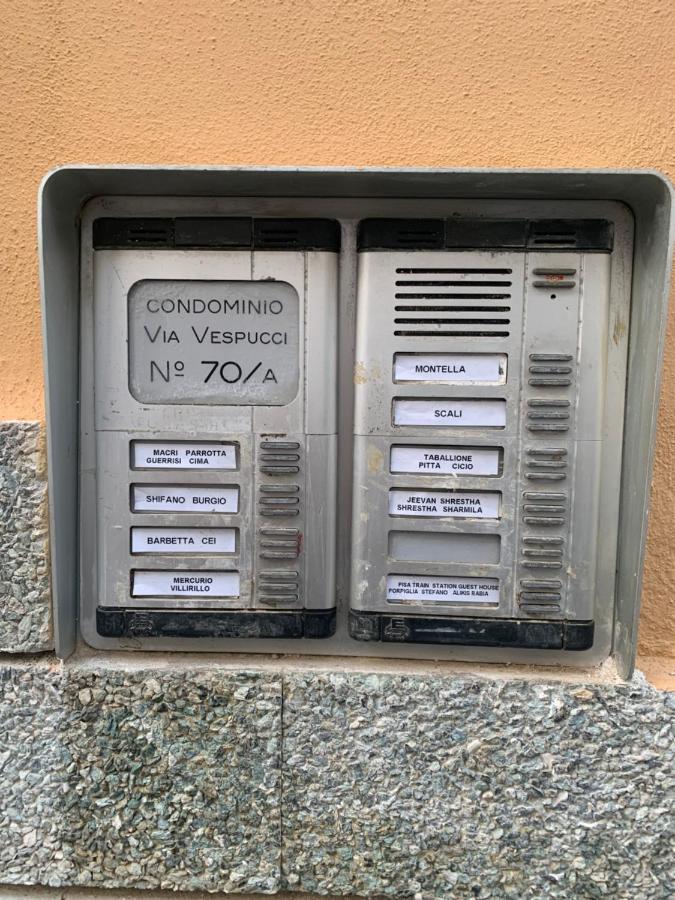 CONDOMINIO
VIA VESPUCCI
Nº 70/A
MACRI PARROTTA
GUERRISI CIMA
SHIFANO BURGIO
BARBETTA CEI
MERCURIO
VILLIRILLO
MONTELLA
SCALI
TABALLIONE
PITTA CICIO
JEEVAN SHRESTHA
SHRESTHA SHARMILA
PISA TRAIN STATION GUEST HOUSE
PORPIGLIA STEFANO ALIKIS RABIA